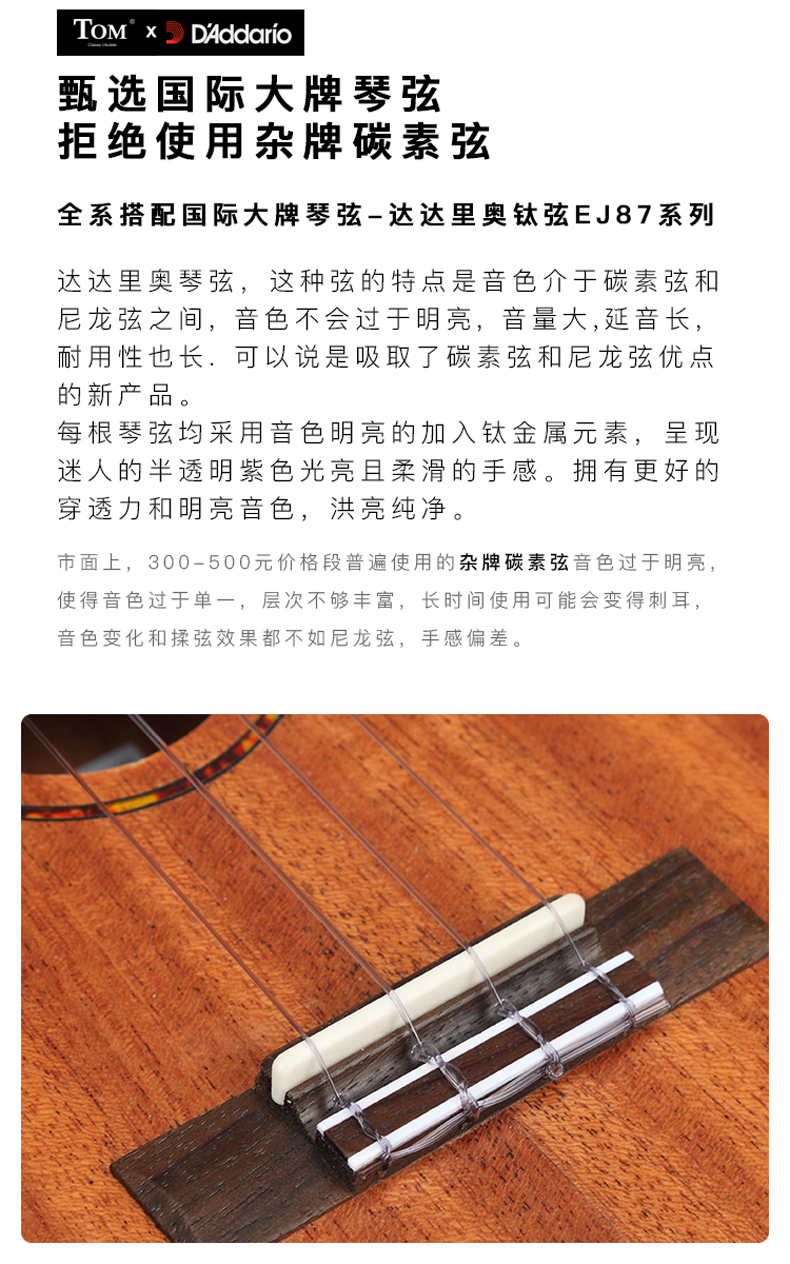 TOM® x D'Addario
Classic Ukulele
甄选国际大牌琴弦
拒绝使用杂牌碳素弦
全系搭配国际大牌琴弦-达达里奥钛弦EJ87系列
达达里奥琴弦，这种弦的特点是音色介于碳素弦和
尼龙弦之间，音色不会过于明亮，音量大,延音长，
耐用性也长. 可以说是吸取了碳素弦和尼龙弦优点
的新产品。
每根琴弦均采用音色明亮的加入钛金属元素，呈现
迷人的半透明紫色光亮且柔滑的手感。拥有更好的
穿透力和明亮音色，洪亮纯净。
市面上，300-500元价格段普遍使用的杂牌碳素弦音色过于明亮，
使得音色过于单一，层次不够丰富，长时间使用可能会变得刺耳，
音色变化和揉弦效果都不如尼龙弦，手感偏差。